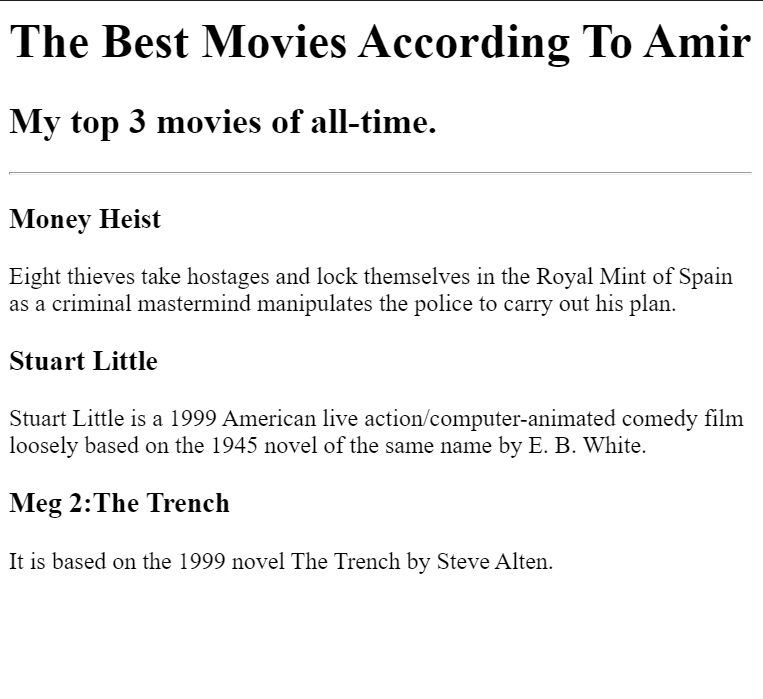 The Best Movies According To Amir
My top 3 movies of all-time.
Money Heist
Eight thieves take hostages and lock themselves in the Royal Mint of Spain
as a criminal mastermind manipulates the police to carry out his plan.
Stuart Little
Stuart Little is a 1999 American live action/computer-animated comedy film
loosely based on the 1945 novel of the same name by E. B. White.
Meg 2:The Trench
It is based on the 1999 novel The Trench by Steve Alten.